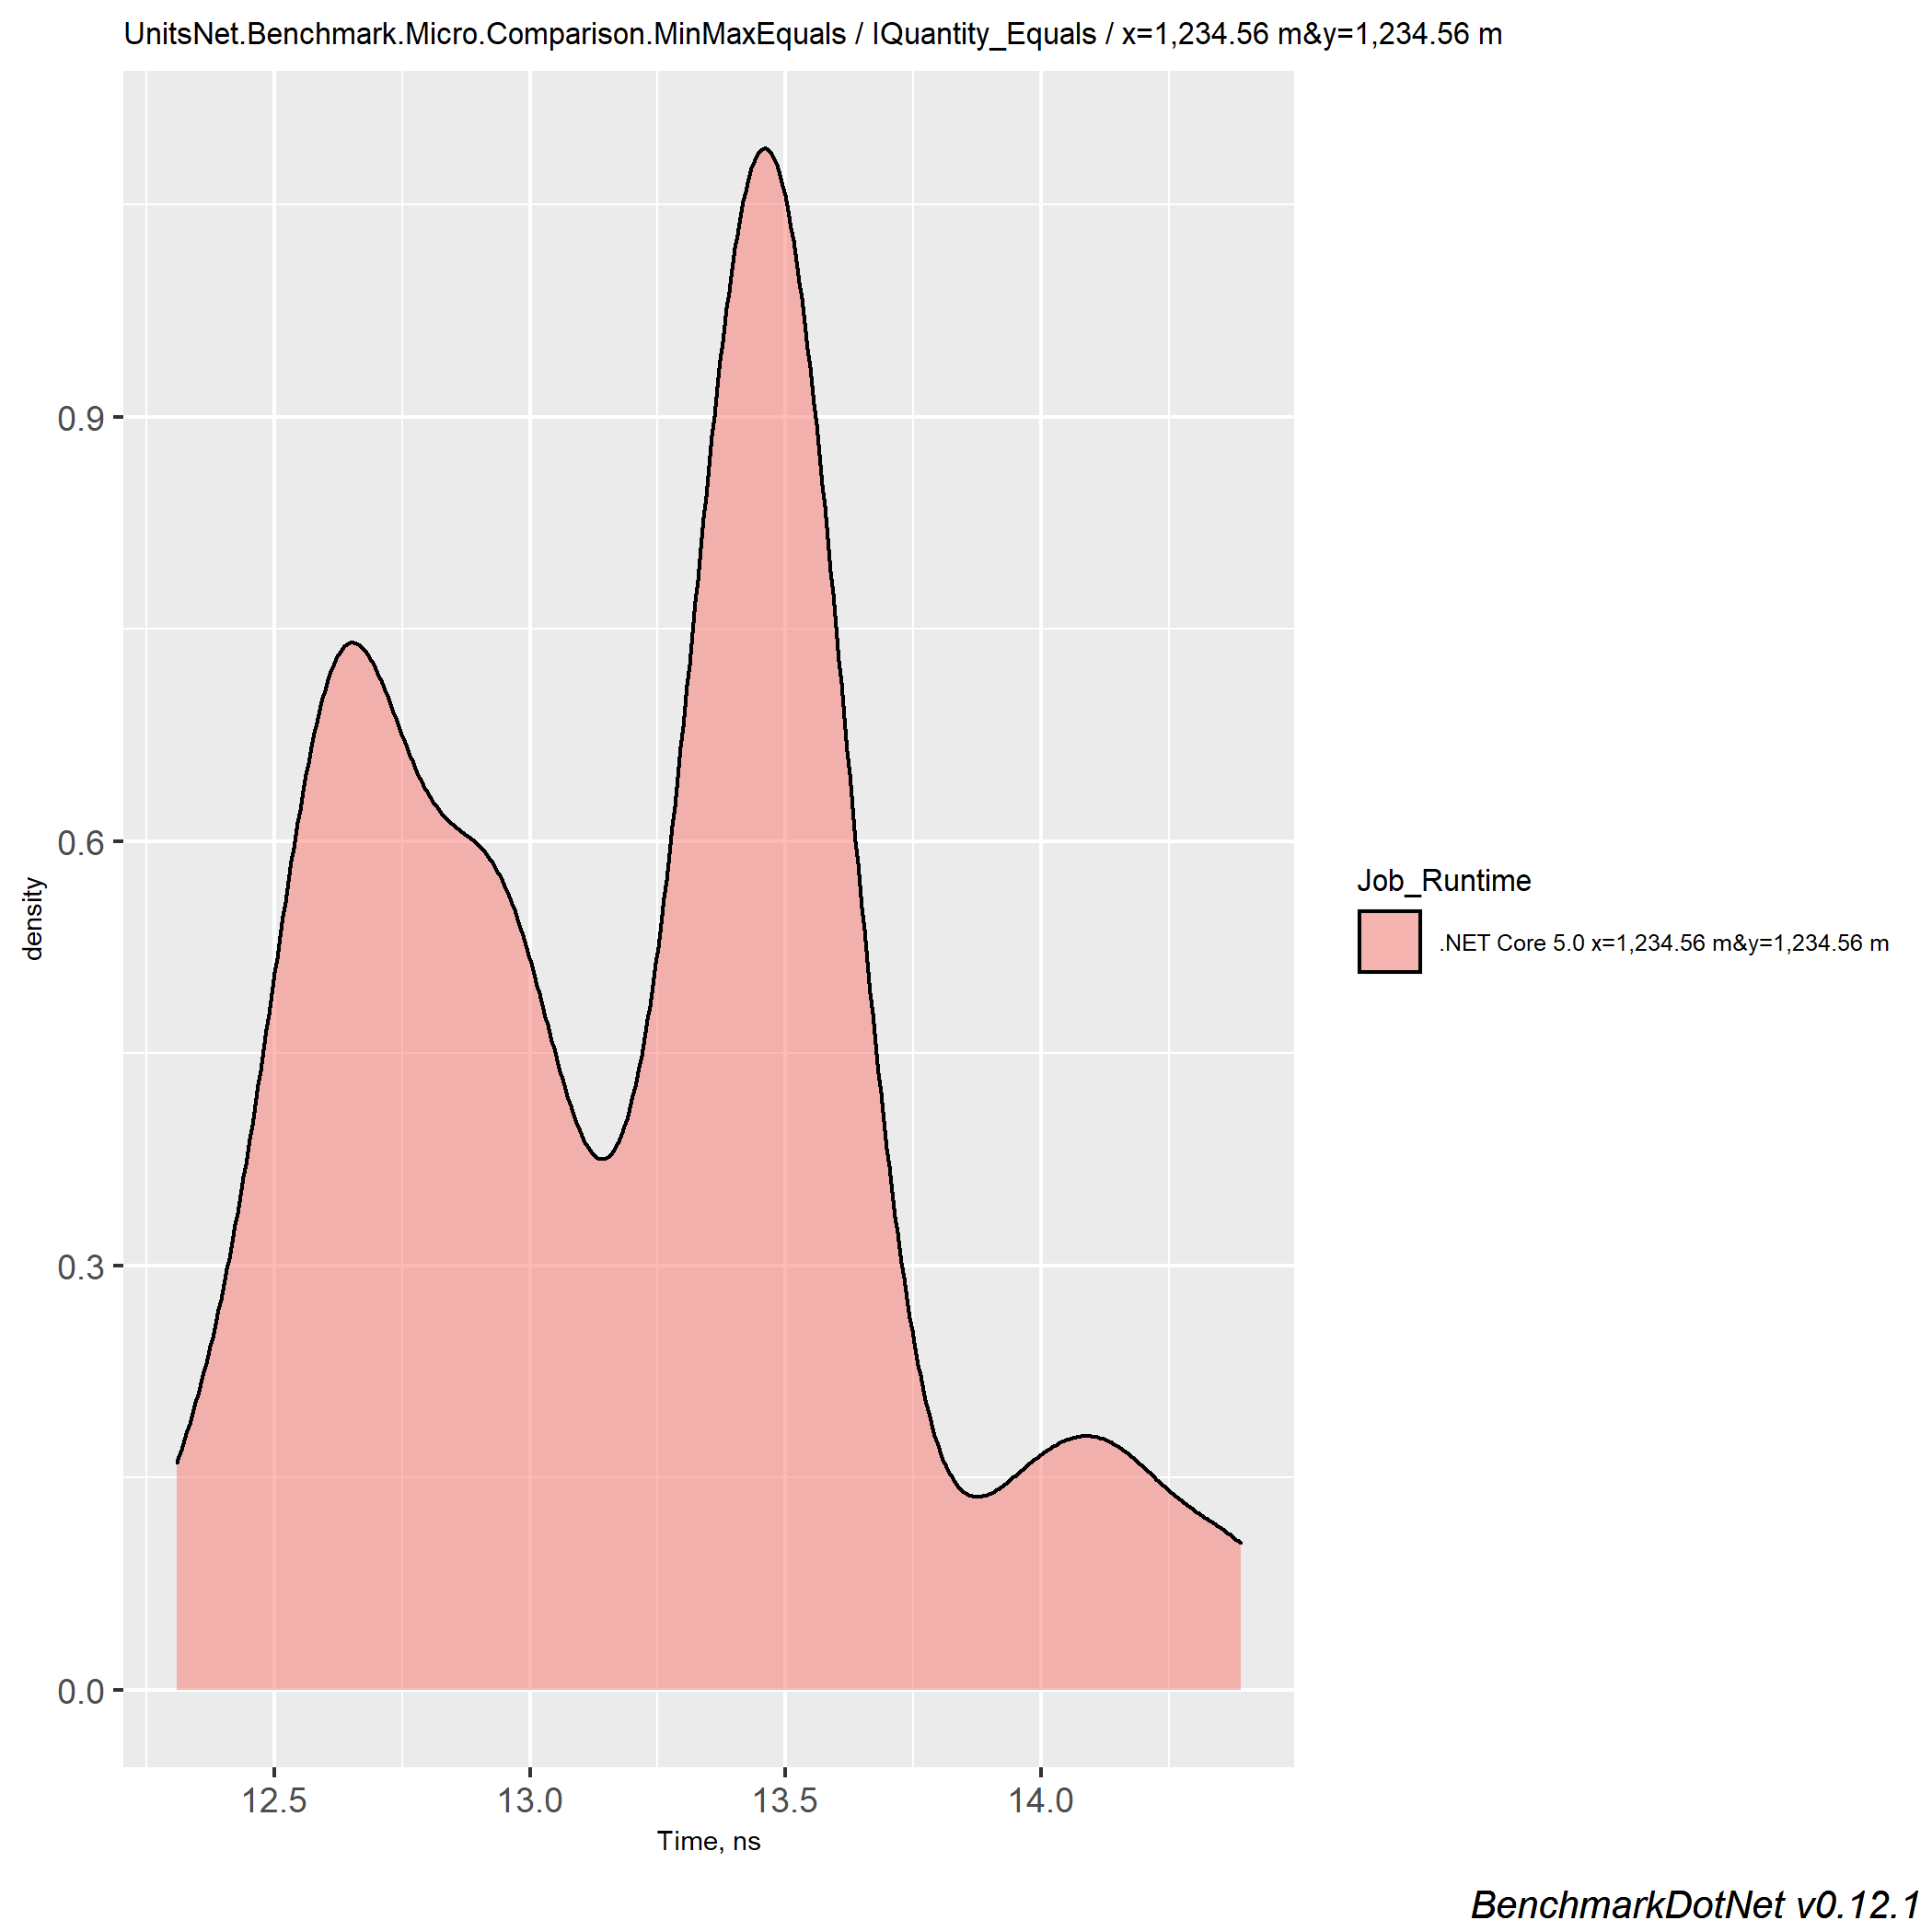 UnitsNet.Benchmark.Micro.Comparison.MinMaxEquals / IQuantity_Equals / x=1,234.56 m&y=1,234.56 m
0.9
0.6
0.3
0.0
density
12.5 13.0 13.5 14.0
Time, ns
Job_Runtime
.NET Core 5.0 x=1,234.56 m&y=1,234.56 m
BenchmarkDotNet v0.12.1